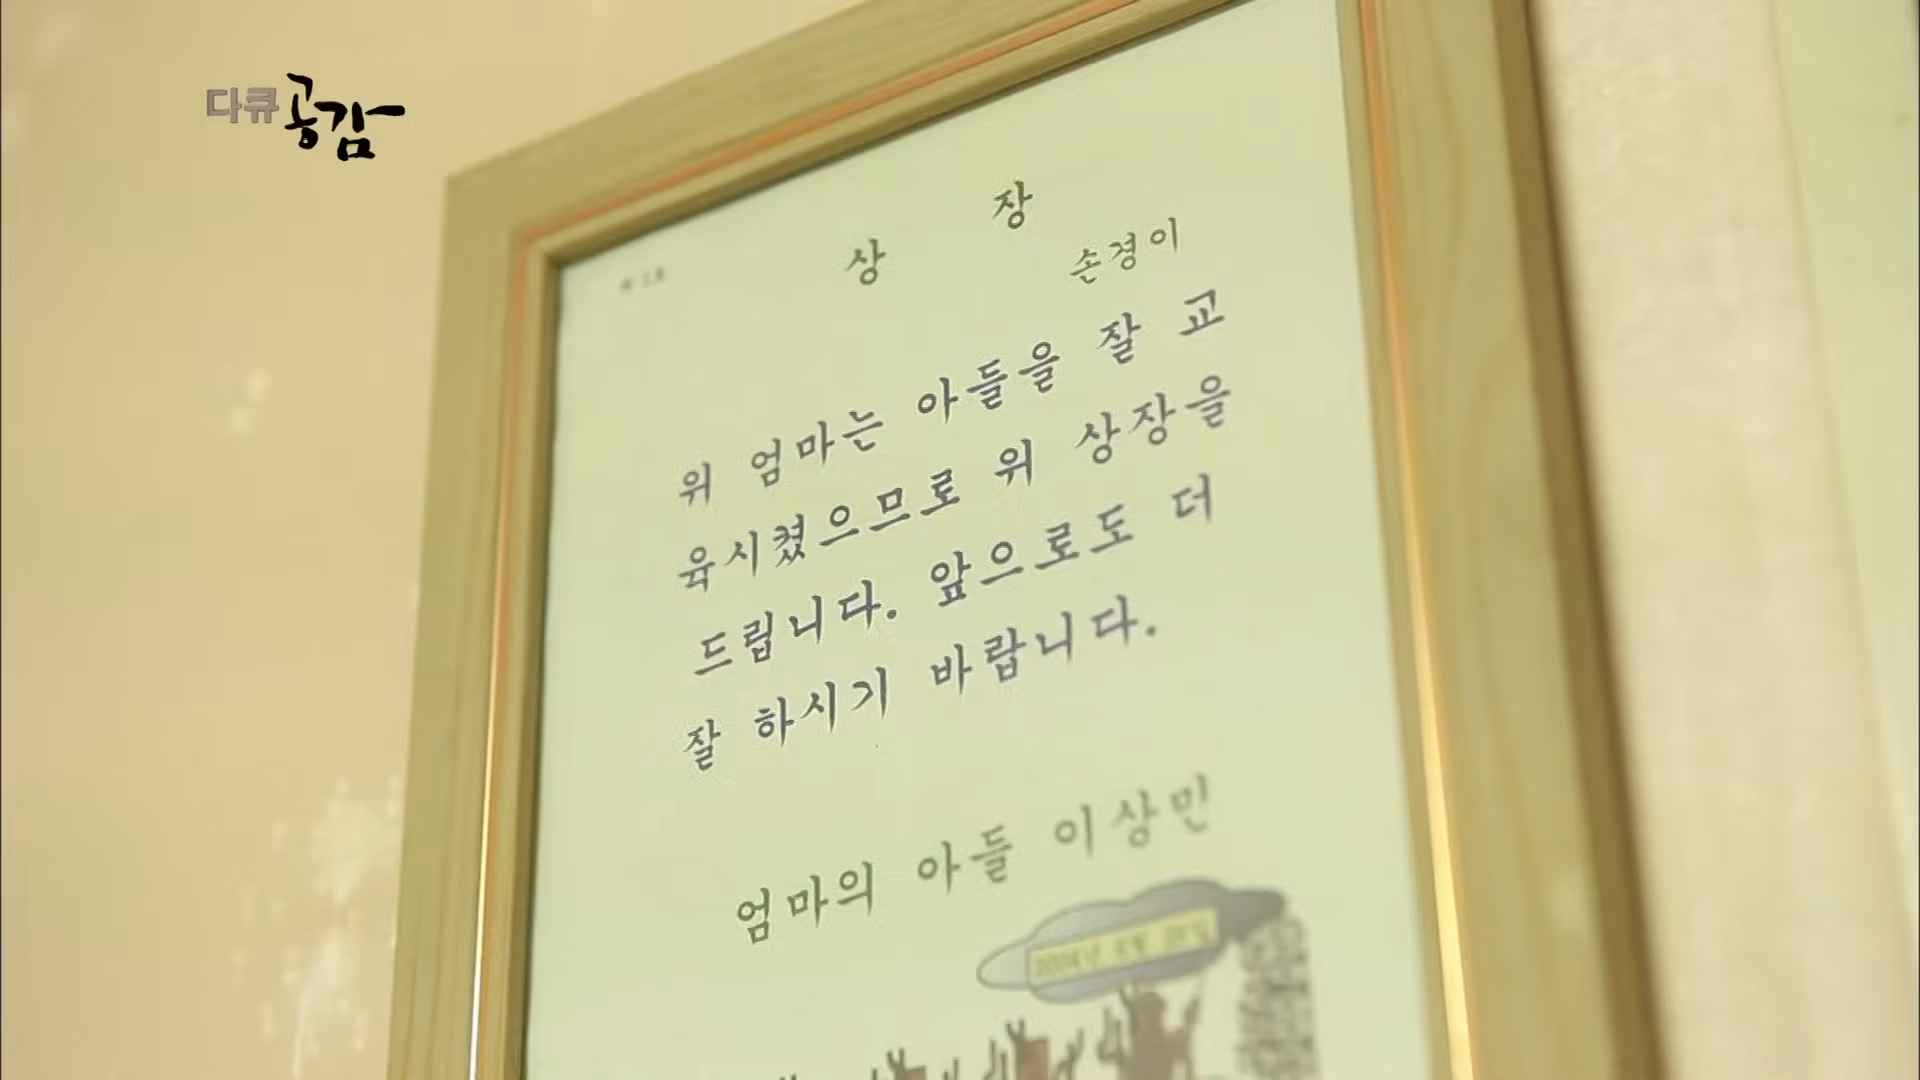 다큐 공감
상 장
손경이
위 엄마는 아들을 잘 교
육시켰으므로 위 상장을
드립니다. 앞으로도 더
잘 하시기 바랍니다.
엄마의 아들 이상민